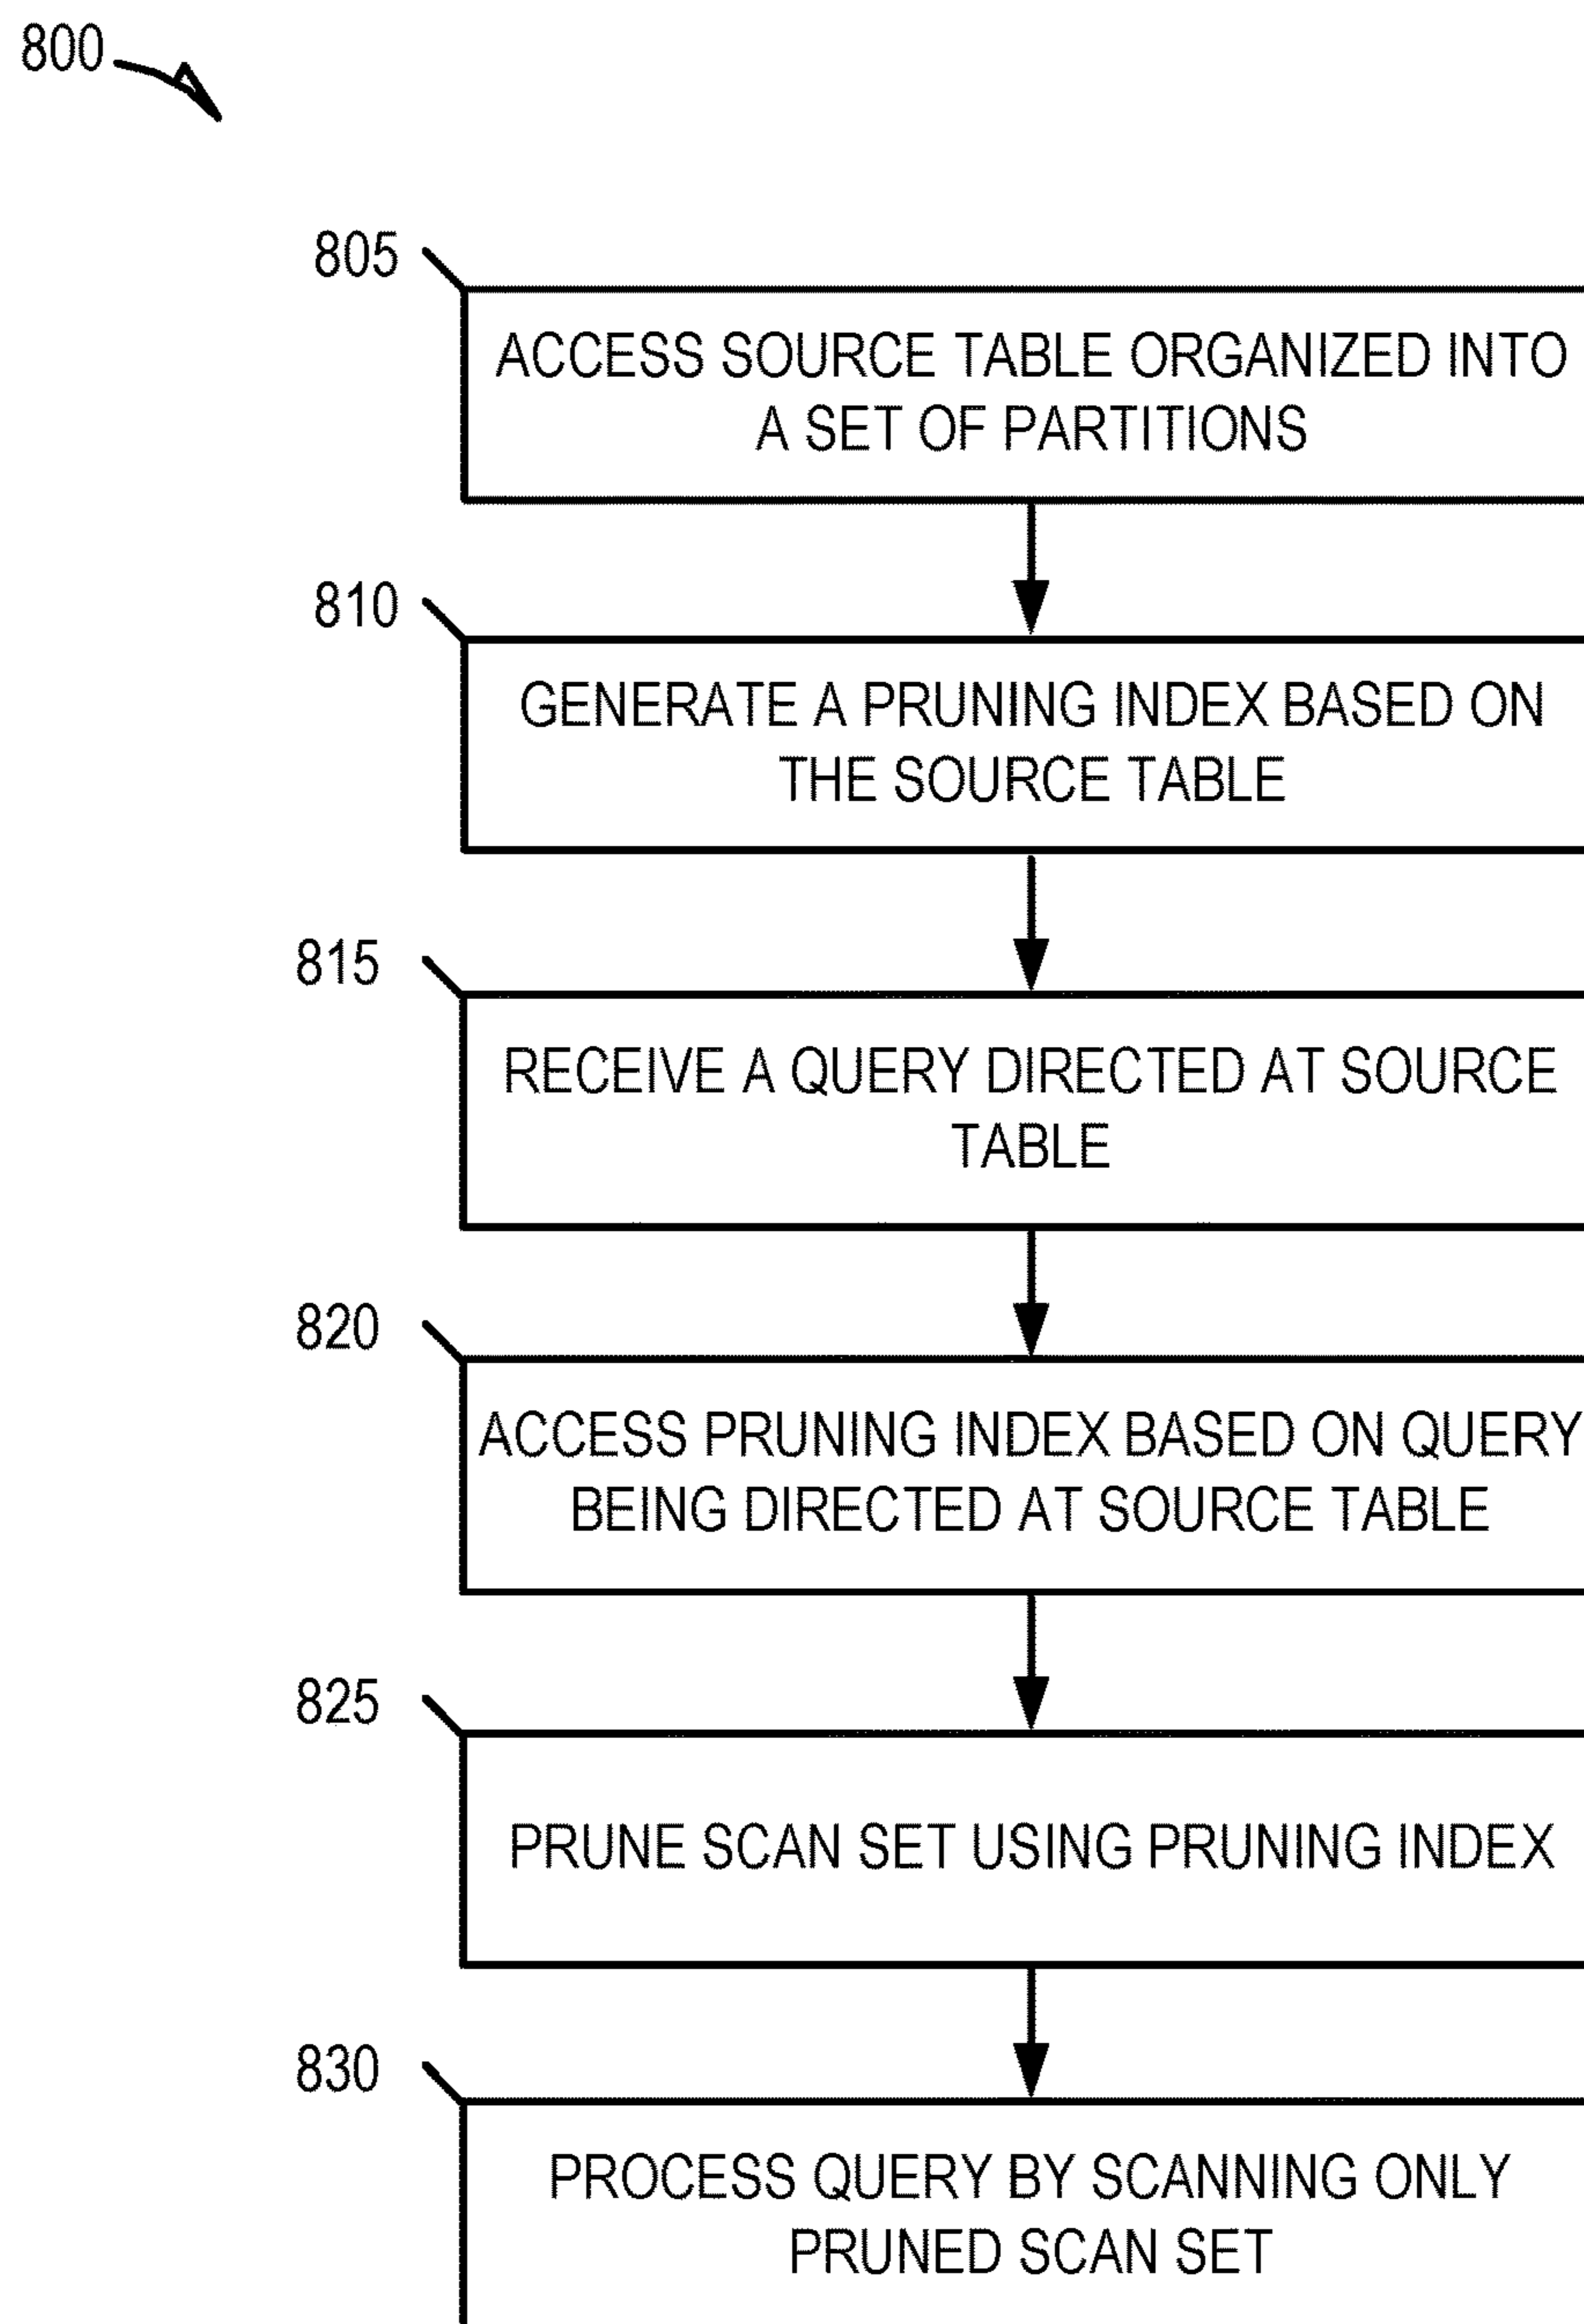 800
805
ACCESS SOURCE TABLE ORGANIZED INTO
A SET OF PARTITIONS
810
GENERATE A PRUNING INDEX BASED ON
THE SOURCE TABLE
815
RECEIVE A QUERY DIRECTED AT SOURCE
TABLE
820
ACCESS PRUNING INDEX BASED ON QUERY
BEING DIRECTED AT SOURCE TABLE
825
PRUNE SCAN SET USING PRUNING INDEX
830
PROCESS QUERY BY SCANNING ONLY
PRUNED SCAN SET